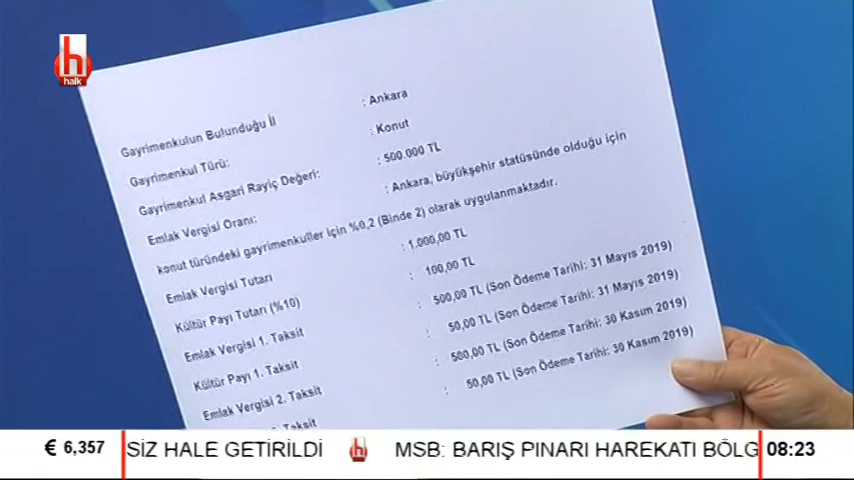 h
halk
Gayrimenkulun Bulunduğu İl : Ankara
Gayrimenkul Türü: : Konut
Gayrimenkul Asgari Rayiç Değeri: : 500.000 TL
Emlak Vergisi Oranı: : Ankara, büyükşehir statüsünde olduğu için
konut türündeki gayrimenkuller için %0,2 (Binde 2) olarak uygulanmaktadır.
Emlak Vergisi Tutarı : 1.000,00 TL
Kültür Payı Tutarı (%10) : 100,00 TL
Emlak Vergisi 1. Taksit : 500,00 TL (Son Ödeme Tarihi: 31 Mayıs 2019)
Kültür Payı 1. Taksit : 50,00 TL (Son Ödeme Tarihi: 31 Mayıs 2019)
Emlak Vergisi 2. Taksit : 500,00 TL (Son Ödeme Tarihi: 30 Kasım 2019)
Taksit : 50,00 TL (Son Ödeme Tarihi: 30 Kasım 2019)
€ 6,357 SİZ HALE GETİRİLDİ h halk MSB: BARIŞ PINARI HAREKATI BÖLG 08:23